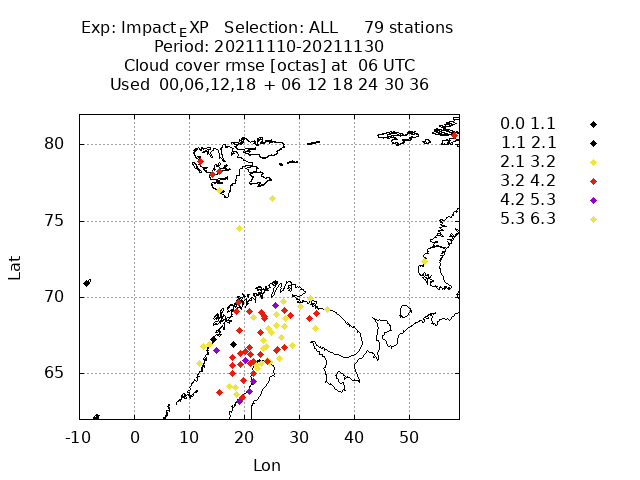 Exp: Impact_EXP Selection: ALL 79 stations
Period: 20211110-20211130
Cloud cover rmse [octas] at 06 UTC
Used 00,06,12,18 + 06 12 18 24 30 36
0.0 1.1
1.1 2.1
2.1 3.2
3.2 4.2
4.2 5.3
5.3 6.3
80
75
70
65
Lat
-10 0 10 20 30 40 50
Lon